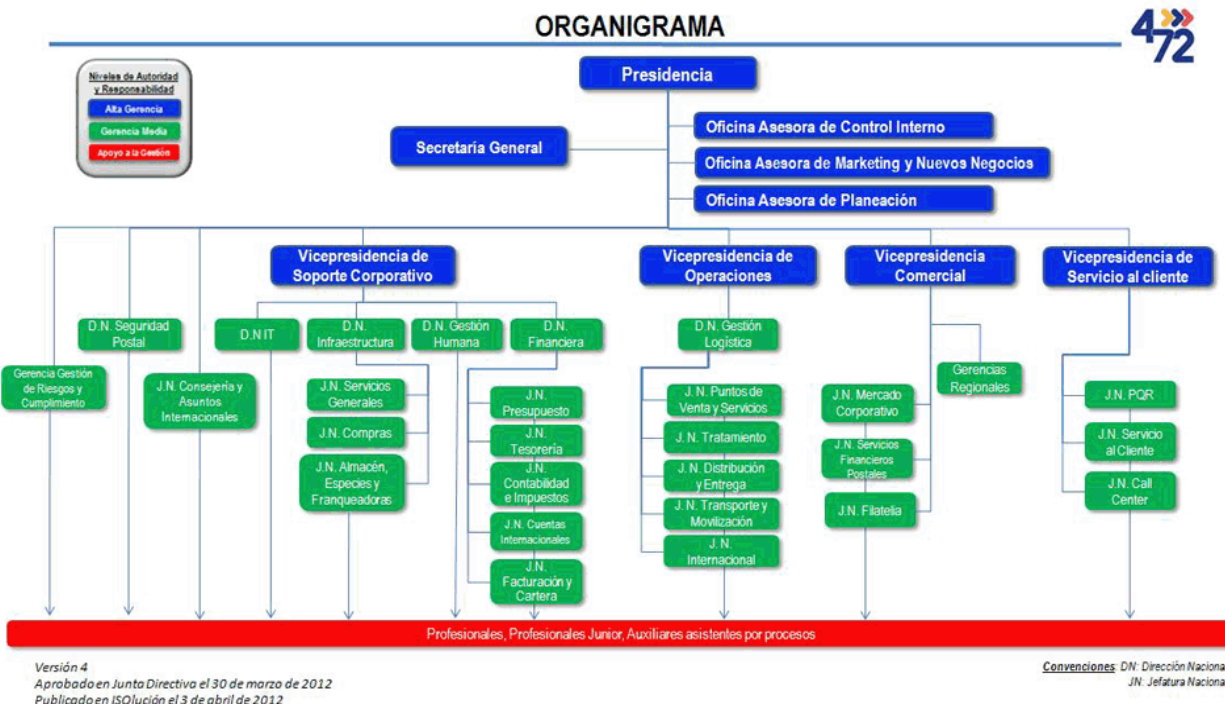 ORGANIGRAMA
472
Niveles de Autoridad
y Responsabilidad
Alta Gerencia
Gerencia Media
Apoyo a la Gestión
Presidencia
Secretaría General
Oficina Asesora de Control Interno
Oficina Asesora de Marketing y Nuevos Negocios
Oficina Asesora de Planeación
Vicepresidencia de
Soporte Corporativo
Vicepresidencia de
Operaciones
Vicepresidencia
Comercial
Vicepresidencia de
Servicio al cliente
D.N. Seguridad
Postal
D.N IT
D.N.
Infraestructura
D.N. Gestión
Humana
D.N.
Financiera
D.N. Gestión
Logística
Gerencia Gestión
de Riesgos y
Cumplimiento
J.N. Consejería y
Asuntos
Internacionales
J.N. Servicios
Generales
J.N. Compras
J.N. Almacén,
Especies y
Franqueadoras
J.N.
Presupuesto
J.N.
Tesorería
J.N.
Contabilidad
e Impuestos
J.N. Cuentas
Internacionales
J.N.
Facturación y
Cartera
J. N. Puntos de
Venta y Servicios
J. N. Tratamiento
J. N. Distribución
y Entrega
J. N. Transporte y
Movilización
J. N.
Internacional
Gerencias
Regionales
J.N. Mercado
Corporativo
J.N. Servicios
Financieros
Postales
J.N. Filatelia
J.N. PQR
J.N. Servicio
al Cliente
J.N. Call
Center
Profesionales, Profesionales Junior, Auxiliares asistentes por procesos
Versión 4
Aprobado en Junta Directiva el 30 de marzo de 2012
Publicado en ISOlución el 3 de abril de 2012
Convenciones: DN: Dirección Naciona
JN: Jefatura Naciona